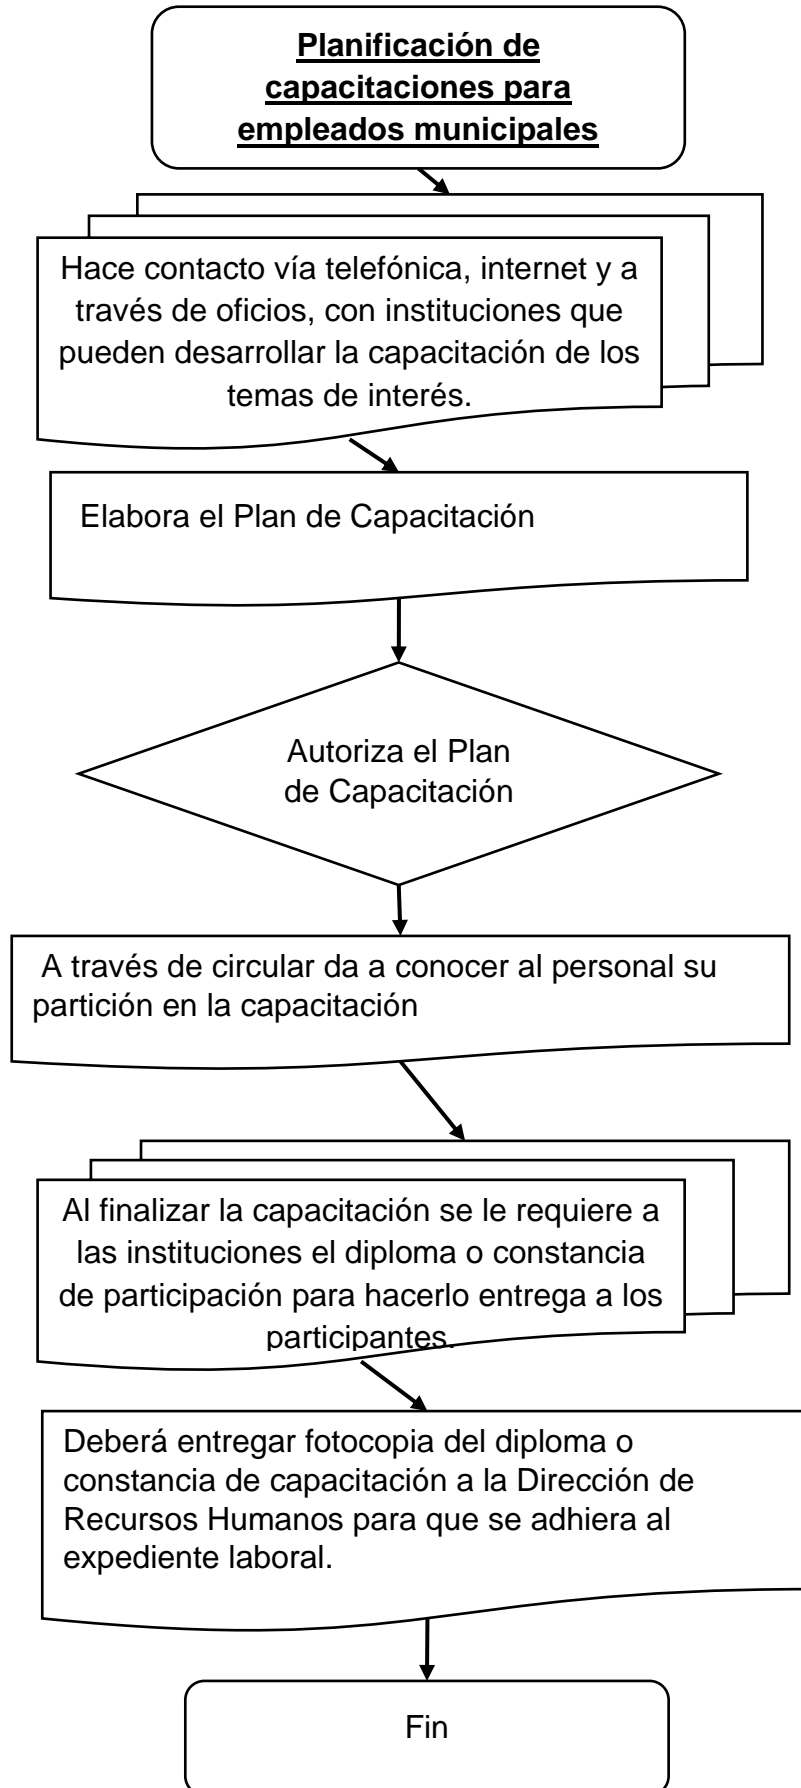 Planificación de
capacitaciones para
empleados municipales
Hace contacto vía telefónica, internet y a
través de oficios, con instituciones que
pueden desarrollar la capacitación de los
temas de interés.
Elabora el Plan de Capacitación
Autoriza el Plan
de Capacitación
A través de circular da a conocer al personal su
partición en la capacitación
Al finalizar la capacitación se le requiere a
las instituciones el diploma o constancia
de participación para hacerlo entrega a los
participantes.
Deberá entregar fotocopia del diploma o
constancia de capacitación a la Dirección de
Recursos Humanos para que se adhiera al
expediente laboral.
Fin